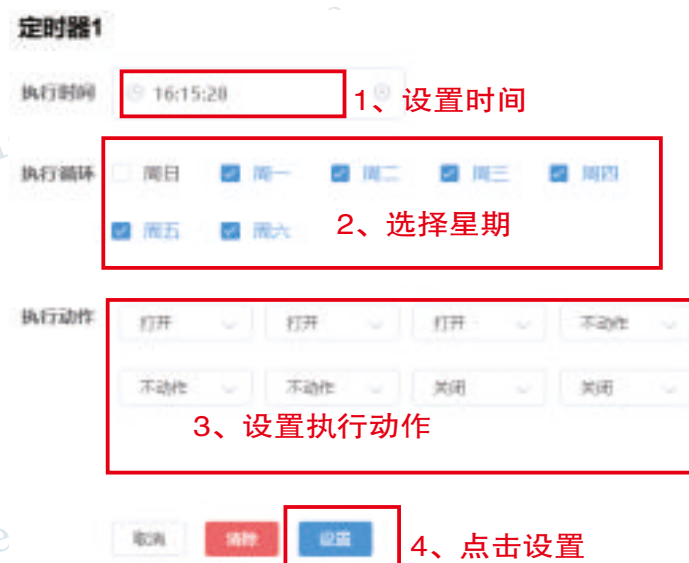 定时器1
执行时间 16:15:28 1、设置时间
执行循环 周日 周一 周二 周三 周四
周五 周六 2、选择星期
执行动作 打开 打开 打开 不动作
不动作 不动作 关闭 关闭
3、设置执行动作
取消 清除 设置 4、点击设置